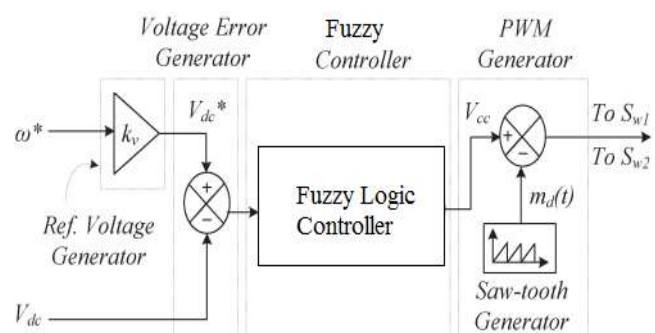 Voltage Error
Generator
Fuzzy
Controller
PWM
Generator
ω*
k_v
V_dc*
+
−
Ref. Voltage
Generator
V_dc
Fuzzy Logic
Controller
V_cc
+
−
To S_w1
To S_w2
m_d(t)
Saw-tooth
Generator